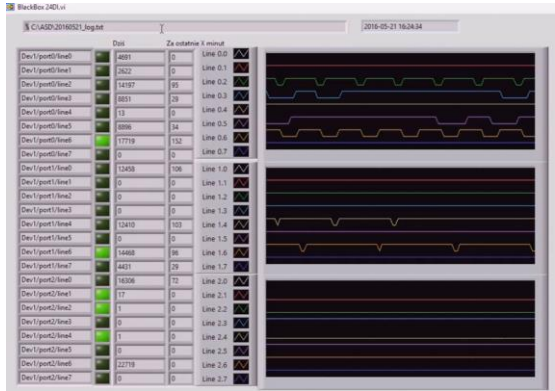 BlackBox 24DI.vi
C:\ASD\20160521_log.txt 2016-05-21 16:24:34
Dziś Za ostatnie X minut
Dev1/port0/line0 4691 0 Line 0.0
Dev1/port0/line1 2622 0 Line 0.1
Dev1/port0/line2 14197 95 Line 0.2
Dev1/port0/line3 8851 29 Line 0.3
Dev1/port0/line4 13 0 Line 0.4
Dev1/port0/line5 8896 34 Line 0.5
Dev1/port0/line6 17719 152 Line 0.6
Dev1/port0/line7 0 0 Line 0.7
Dev1/port1/line0 12458 106 Line 1.0
Dev1/port1/line1 0 0 Line 1.1
Dev1/port1/line2 0 0 Line 1.2
Dev1/port1/line3 0 0 Line 1.3
Dev1/port1/line4 12410 103 Line 1.4
Dev1/port1/line5 0 0 Line 1.5
Dev1/port1/line6 14468 96 Line 1.6
Dev1/port1/line7 4431 29 Line 1.7
Dev1/port2/line0 16306 72 Line 2.0
Dev1/port2/line1 17 0 Line 2.1
Dev1/port2/line2 1 0 Line 2.2
Dev1/port2/line3 0 0 Line 2.3
Dev1/port2/line4 1 0 Line 2.4
Dev1/port2/line5 0 0 Line 2.5
Dev1/port2/line6 22719 0 Line 2.6
Dev1/port2/line7 0 0 Line 2.7